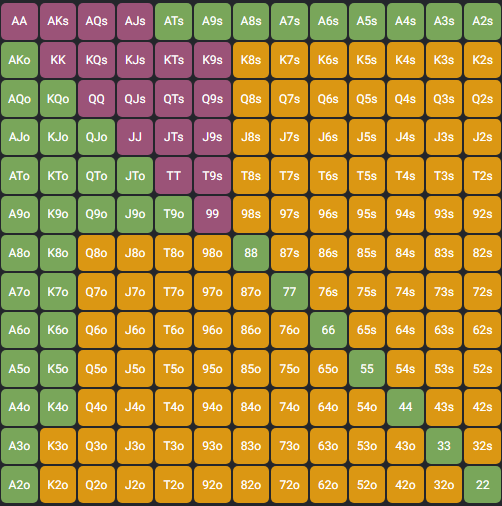 AA AKs AQs AJs ATs A9s A8s A7s A6s A5s A4s A3s A2s
AKo KK KQs KJs KTs K9s K8s K7s K6s K5s K4s K3s K2s
AQo KQo QQ QJs QTs Q9s Q8s Q7s Q6s Q5s Q4s Q3s Q2s
AJo KJo QJo JJ JTs J9s J8s J7s J6s J5s J4s J3s J2s
ATo KTo QTo JTo TT T9s T8s T7s T6s T5s T4s T3s T2s
A9o K9o Q9o J9o T9o 99 98s 97s 96s 95s 94s 93s 92s
A8o K8o Q8o J8o T8o 98o 88 87s 86s 85s 84s 83s 82s
A7o K7o Q7o J7o T7o 97o 87o 77 76s 75s 74s 73s 72s
A6o K6o Q6o J6o T6o 96o 86o 76o 66 65s 64s 63s 62s
A5o K5o Q5o J5o T5o 95o 85o 75o 65o 55 54s 53s 52s
A4o K4o Q4o J4o T4o 94o 84o 74o 64o 54o 44 43s 42s
A3o K3o Q3o J3o T3o 93o 83o 73o 63o 53o 43o 33 32s
A2o K2o Q2o J2o T2o 92o 82o 72o 62o 52o 42o 32o 22